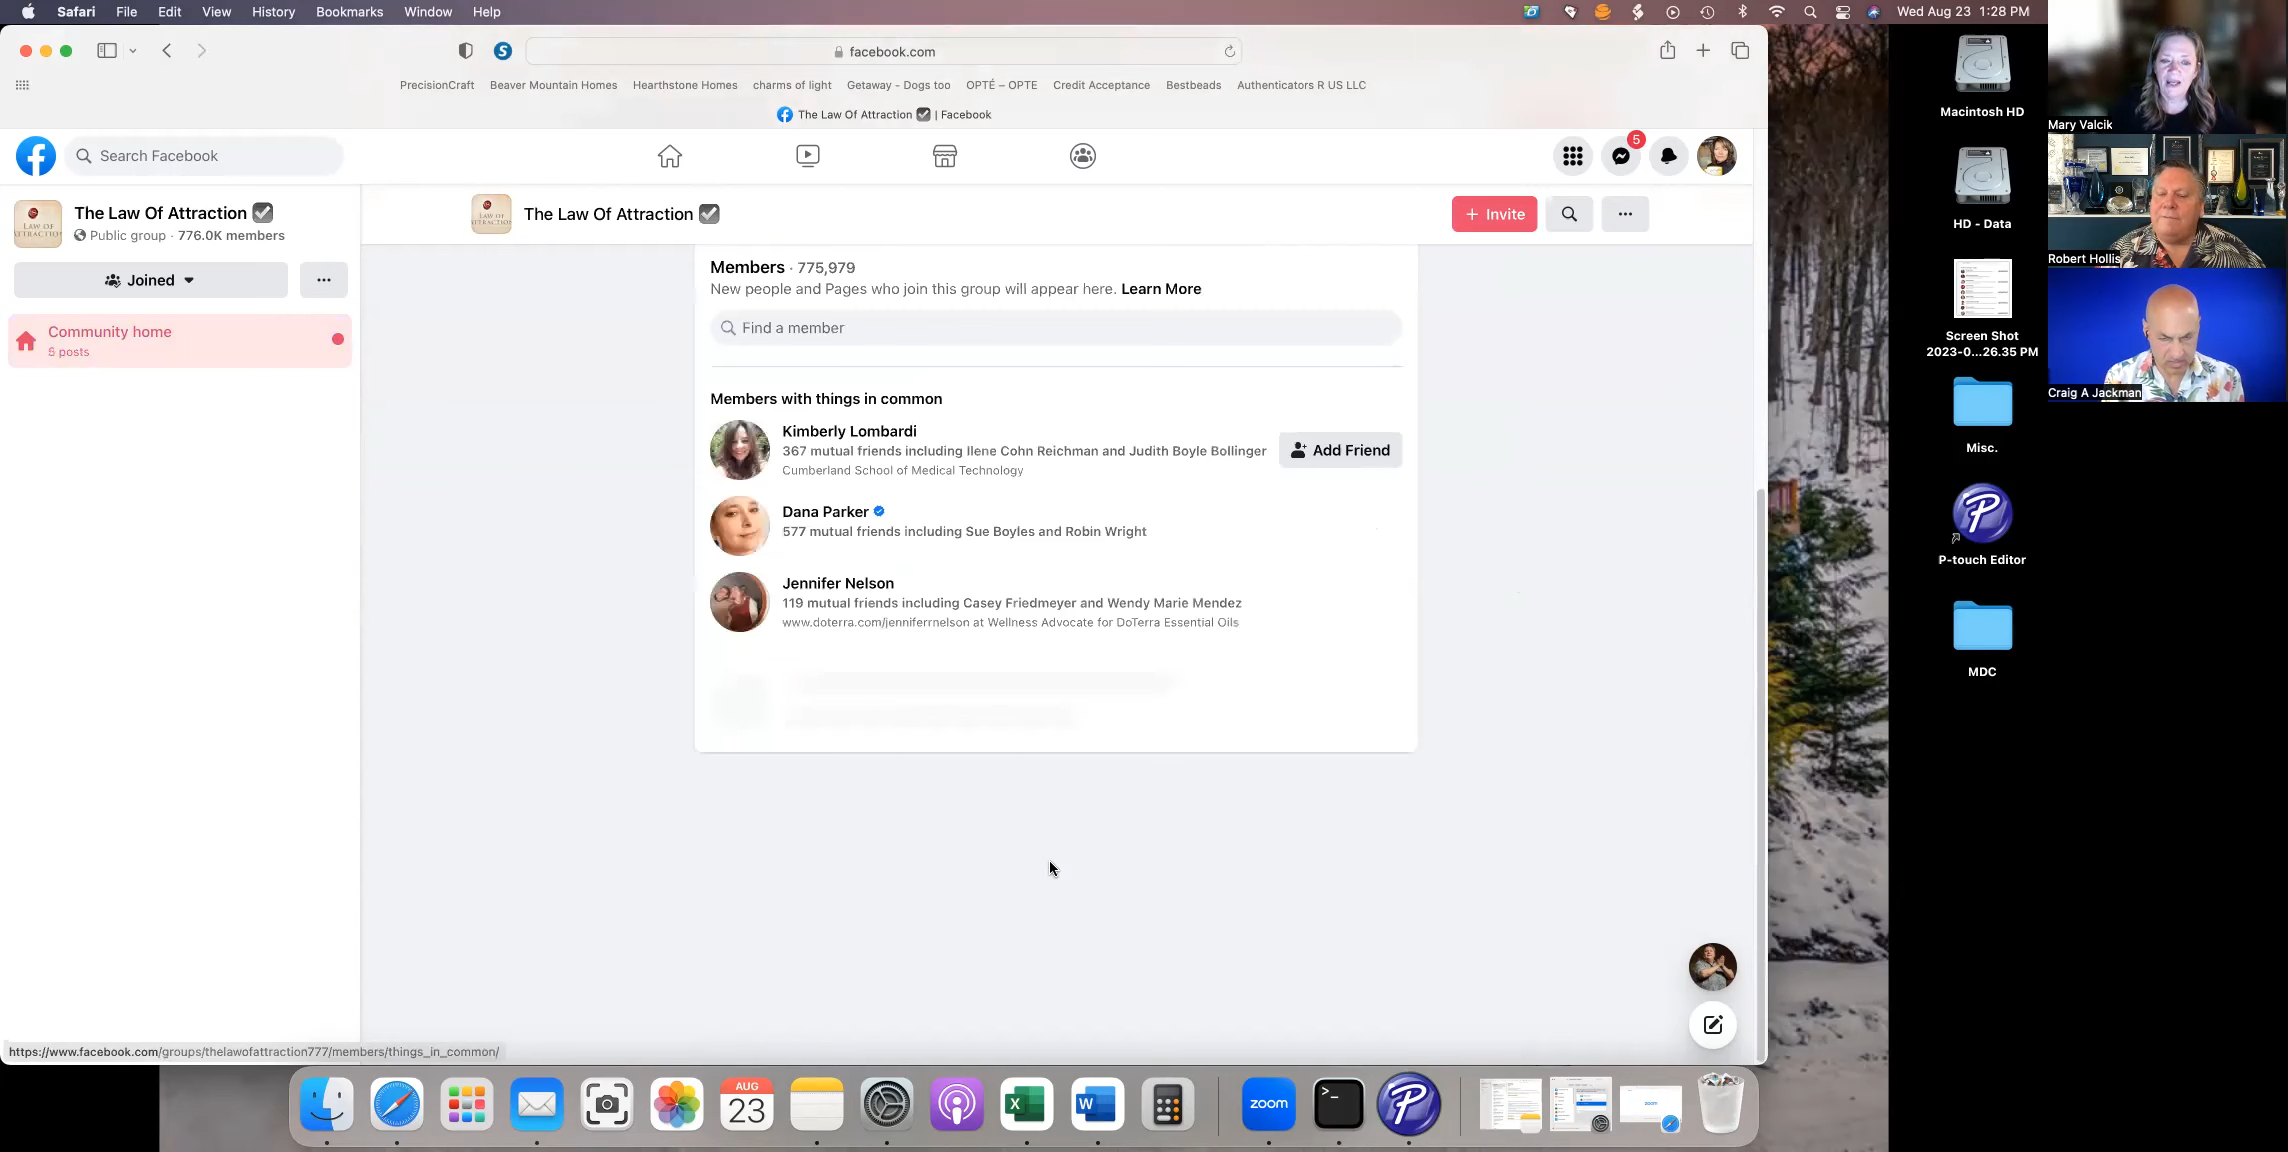 Safari File Edit View History Bookmarks Window Help
Wed Aug 23 1:28 PM
facebook.com
PrecisionCraft Beaver Mountain Homes Hearthstone Homes charms of light Getaway - Dogs too OPTÉ – OPTE Credit Acceptance Bestbeads Authenticators R US LLC
The Law Of Attraction ☑ | Facebook
Search Facebook
5
The Law Of Attraction ☑
Public group · 776.0K members
Joined
Community home
5 posts
The Law Of Attraction ☑
+ Invite
Members · 775,979
New people and Pages who join this group will appear here. Learn More
Find a member
Members with things in common
Kimberly Lombardi
367 mutual friends including Ilene Cohn Reichman and Judith Boyle Bollinger
Cumberland School of Medical Technology
Add Friend
Dana Parker
577 mutual friends including Sue Boyles and Robin Wright
Jennifer Nelson
119 mutual friends including Casey Friedmeyer and Wendy Marie Mendez
www.doterra.com/jenniferrnelson at Wellness Advocate for DoTerra Essential Oils
https://www.facebook.com/groups/thelawofattraction777/members/things_in_common/
Macintosh HD
HD - Data
Screen Shot
2023-0...26.35 PM
Misc.
P-touch Editor
MDC
Mary Valcik
Robert Hollis
Craig A Jackman
AUG
23
zoom